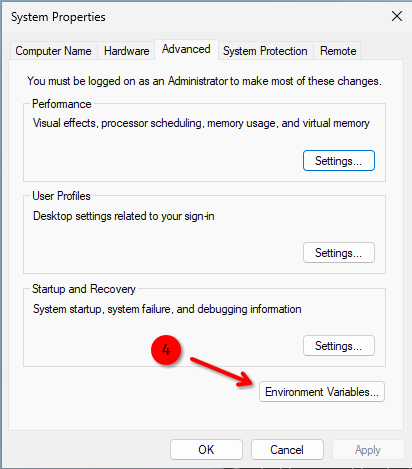 System Properties
Computer Name Hardware Advanced System Protection Remote
You must be logged on as an Administrator to make most of these changes.
Performance
Visual effects, processor scheduling, memory usage, and virtual memory
Settings...
User Profiles
Desktop settings related to your sign-in
Settings...
Startup and Recovery
System startup, system failure, and debugging information
Settings...
4
Environment Variables...
OK Cancel Apply